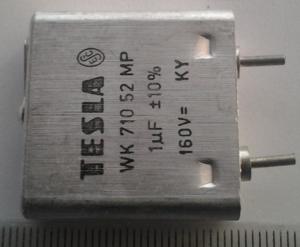 TESLA
WK 710 52 MP
1µF ±10%
160V= KY